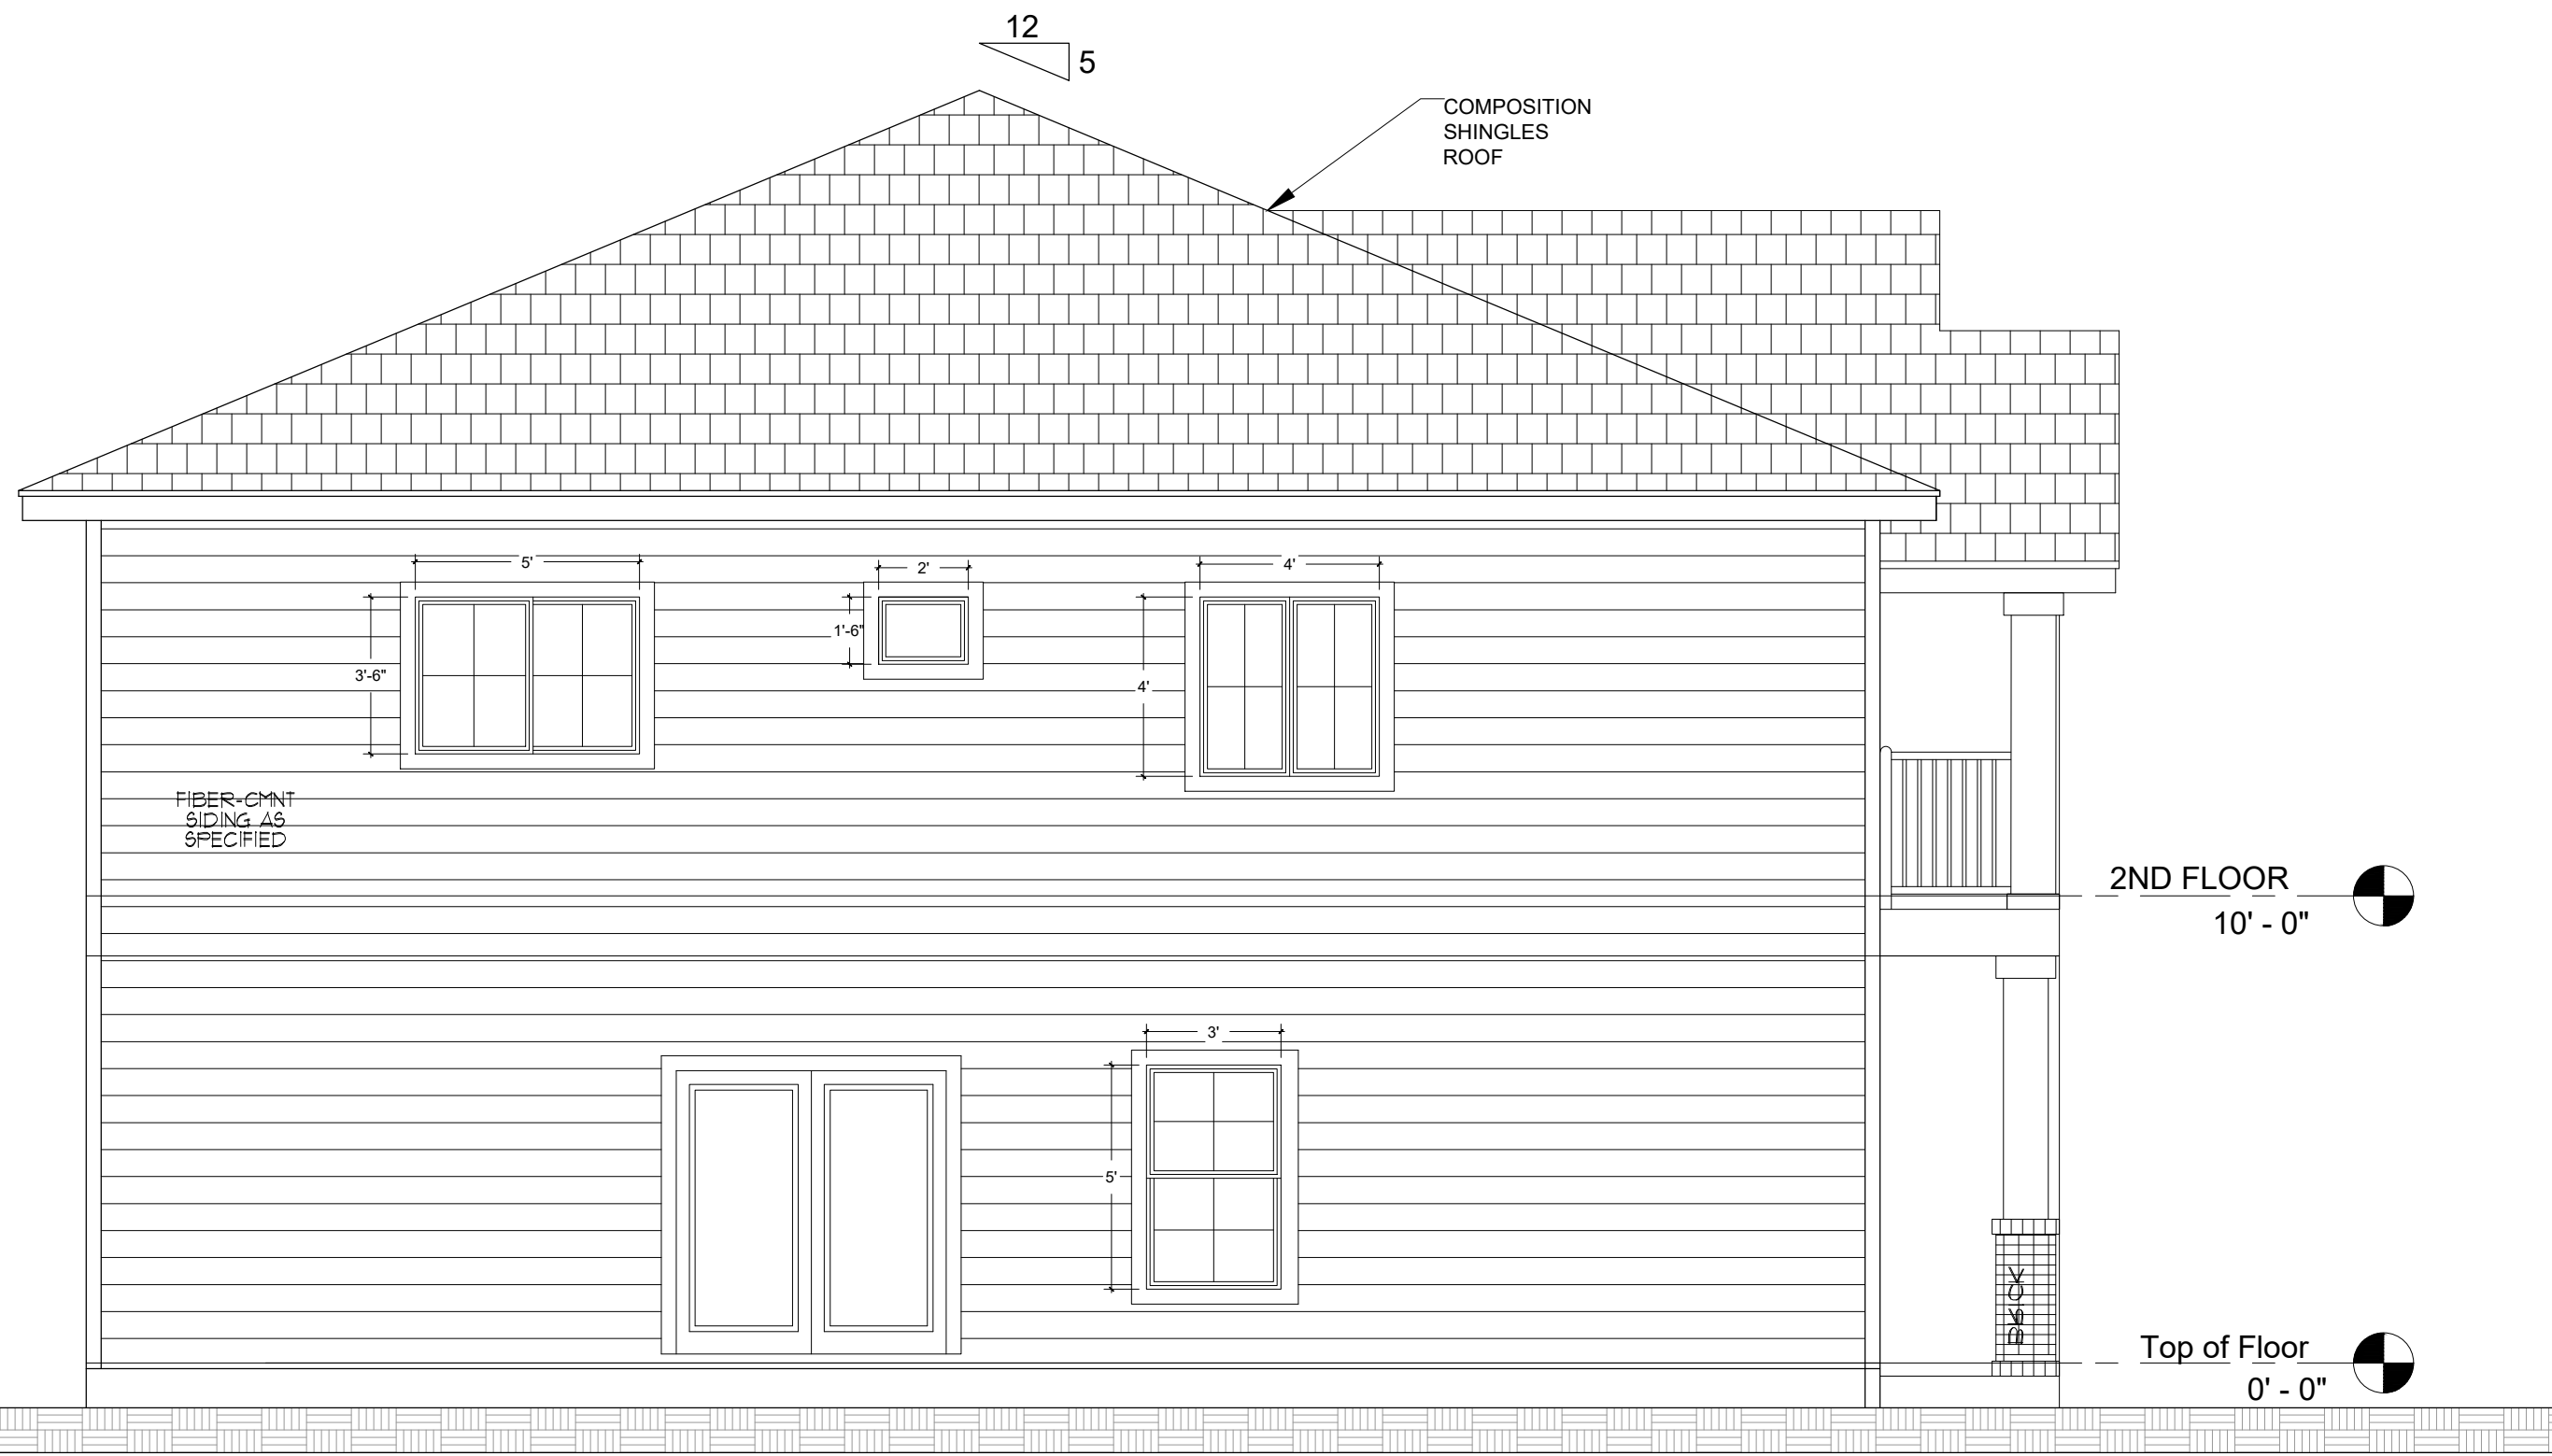 12
5
COMPOSITION
SHINGLES
ROOF
5'
2'
4'
1'-6"
3'-6"
4'
FIBER-CMNT
SIDING AS
SPECIFIED
2ND FLOOR
10' - 0"
3'
5'
BRICK
Top of Floor
0' - 0"